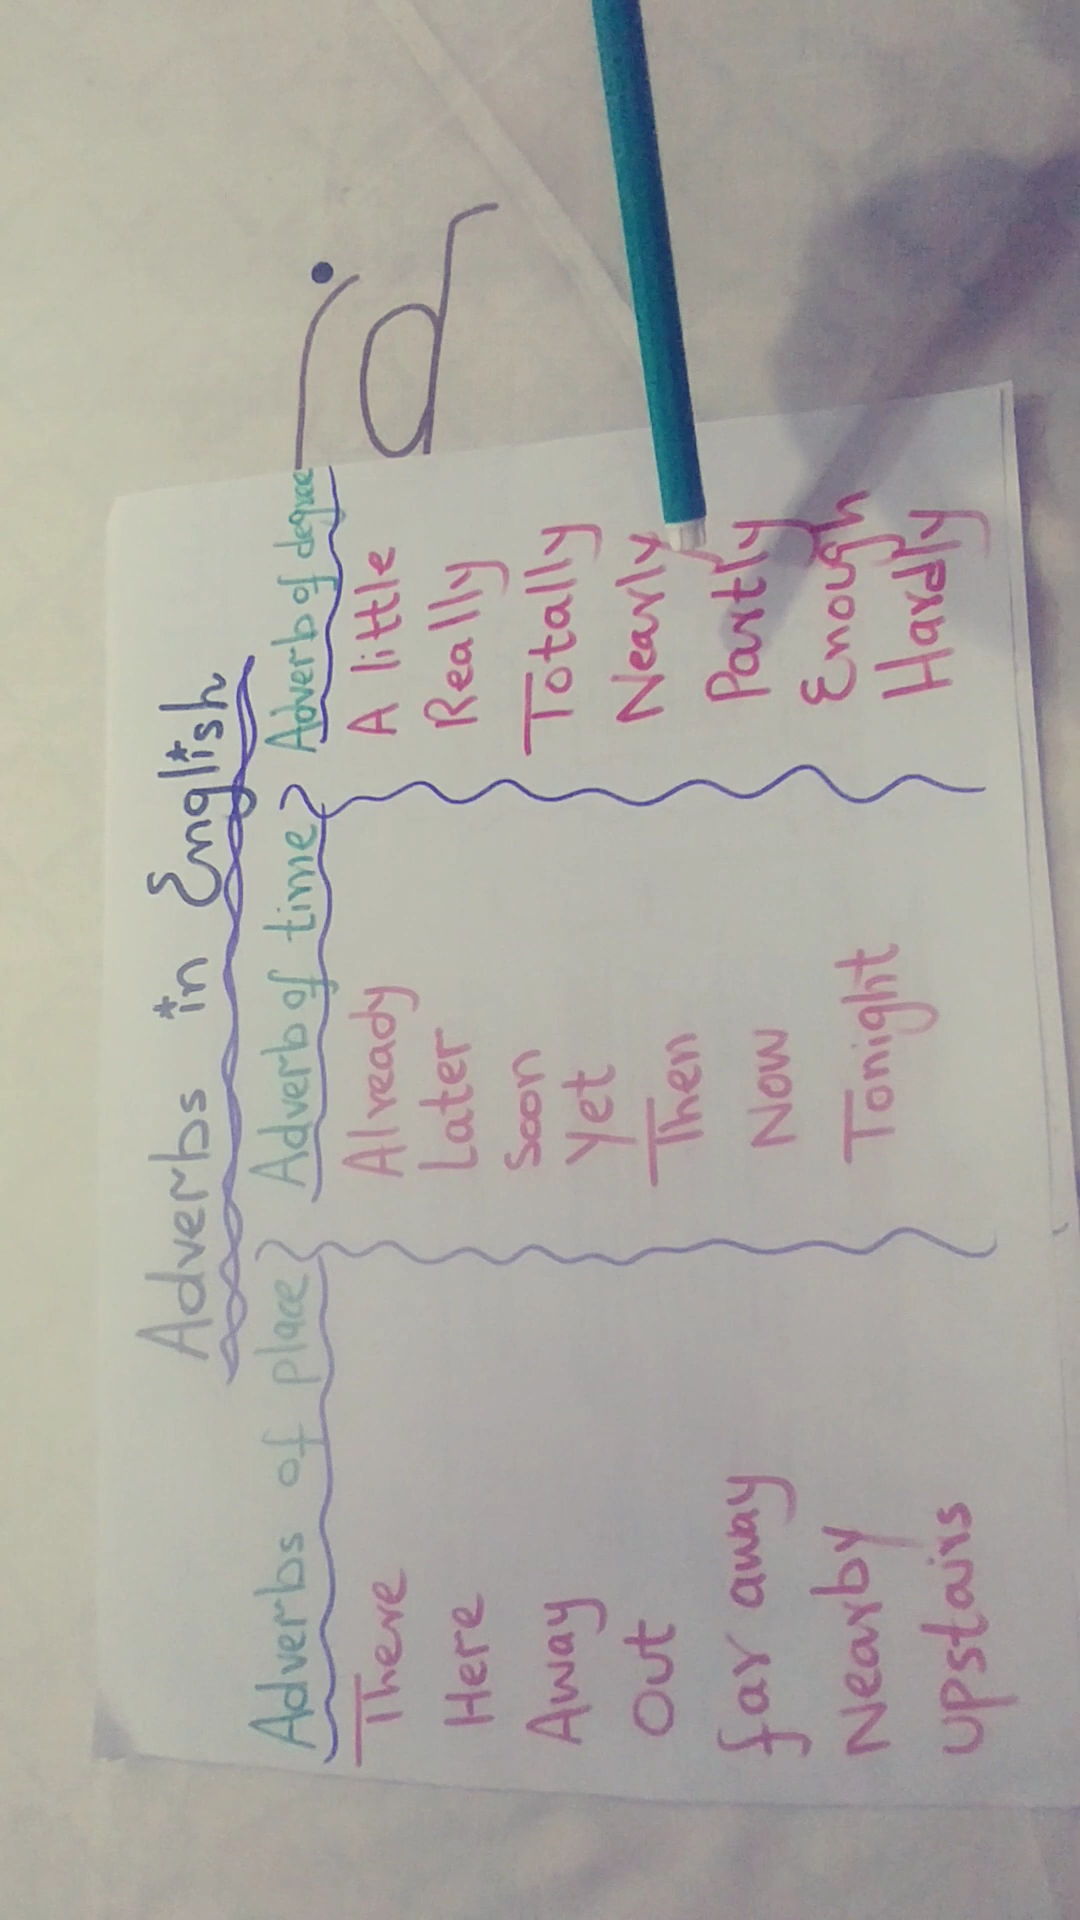 Adverbs in English
Adverbs of place
There
Here
Away
Out
far away
Nearby
Upstairs
Adverb of time
Already
Later
Soon
Yet
Then
Now
Tonight
Adverb of degree
A little
Really
Totally
Nearly
Partly
Enough
Hardly